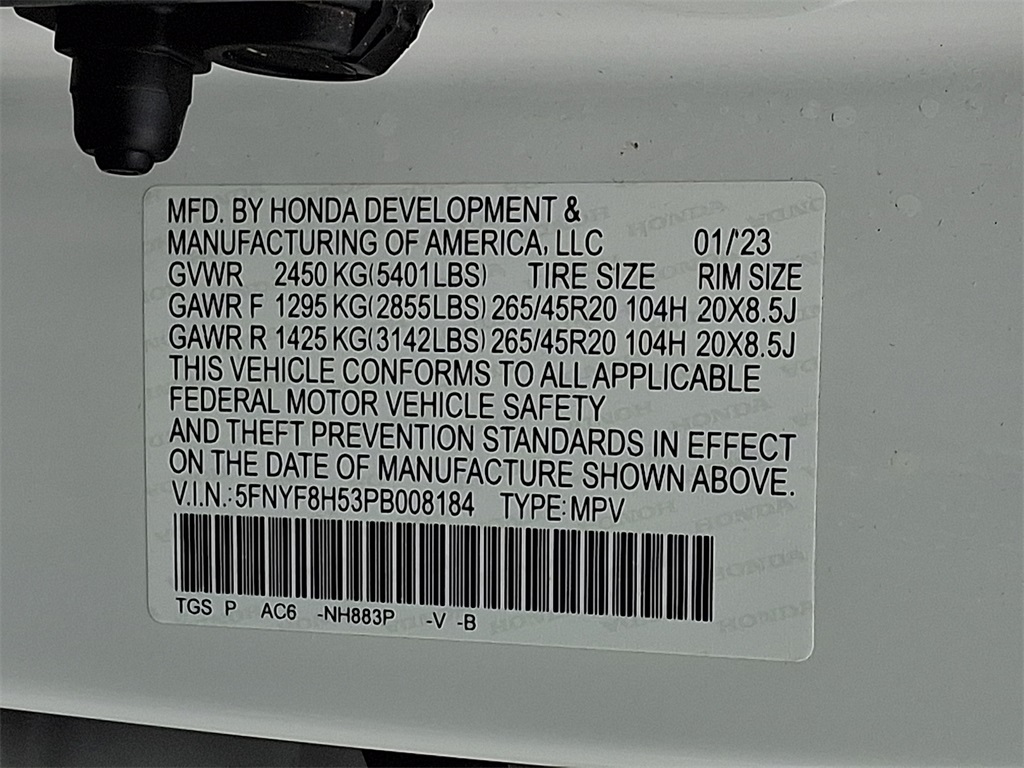 MFD. BY HONDA DEVELOPMENT &
MANUFACTURING OF AMERICA, LLC 01/'23
GVWR 2450 KG(5401LBS) TIRE SIZE RIM SIZE
GAWR F 1295 KG(2855LBS) 265/45R20 104H 20X8.5J
GAWR R 1425 KG(3142LBS) 265/45R20 104H 20X8.5J
THIS VEHICLE CONFORMS TO ALL APPLICABLE
FEDERAL MOTOR VEHICLE SAFETY
AND THEFT PREVENTION STANDARDS IN EFFECT
ON THE DATE OF MANUFACTURE SHOWN ABOVE.
V.I.N.:5FNYF8H53PB008184 TYPE:MPV
TGS P AC6 -NH883P -V -B